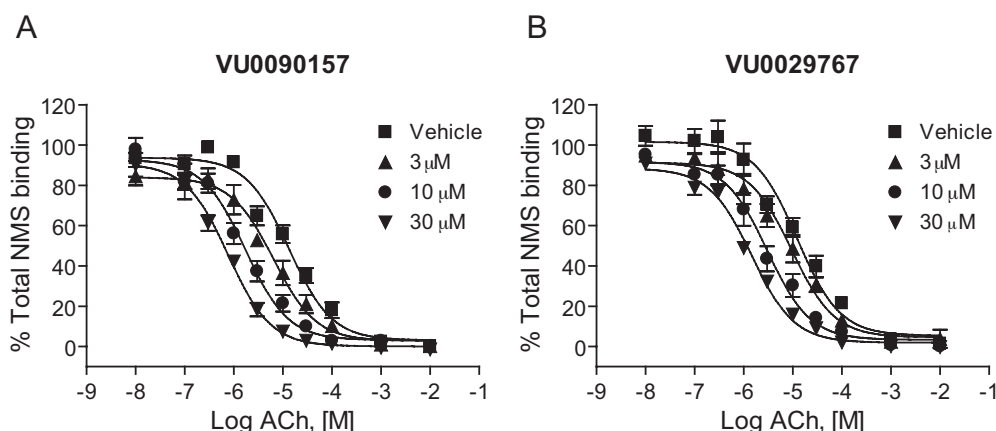 A
VU0090157
% Total NMS binding
120
100
80
60
40
20
0
-9 -8 -7 -6 -5 -4 -3 -2 -1
Log ACh, [M]
Vehicle
3 μM
10 μM
30 μM
B
VU0029767
% Total NMS binding
120
100
80
60
40
20
0
-9 -8 -7 -6 -5 -4 -3 -2 -1
Log ACh, [M]
Vehicle
3 μM
10 μM
30 μM